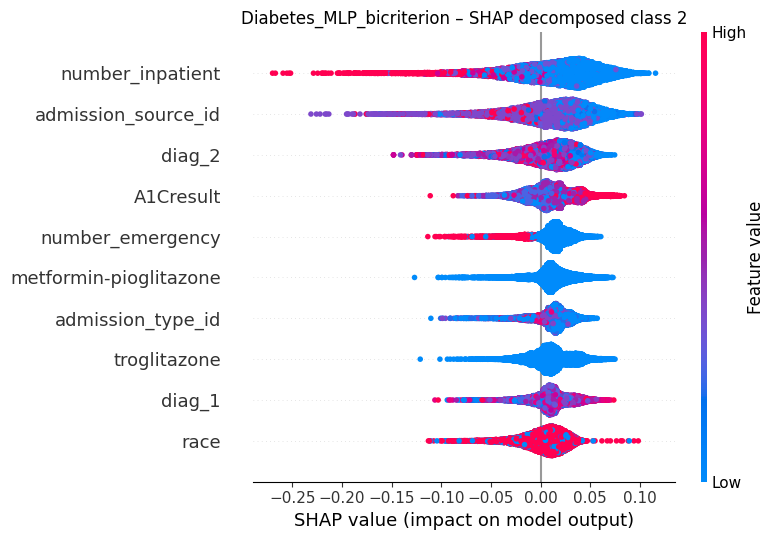 Diabetes_MLP_bicriterion – SHAP decomposed class 2
High
number_inpatient
admission_source_id
diag_2
A1Cresult
number_emergency
metformin-pioglitazone
admission_type_id
troglitazone
diag_1
race
Feature value
Low
−0.25 −0.20 −0.15 −0.10 −0.05 0.00 0.05 0.10
SHAP value (impact on model output)